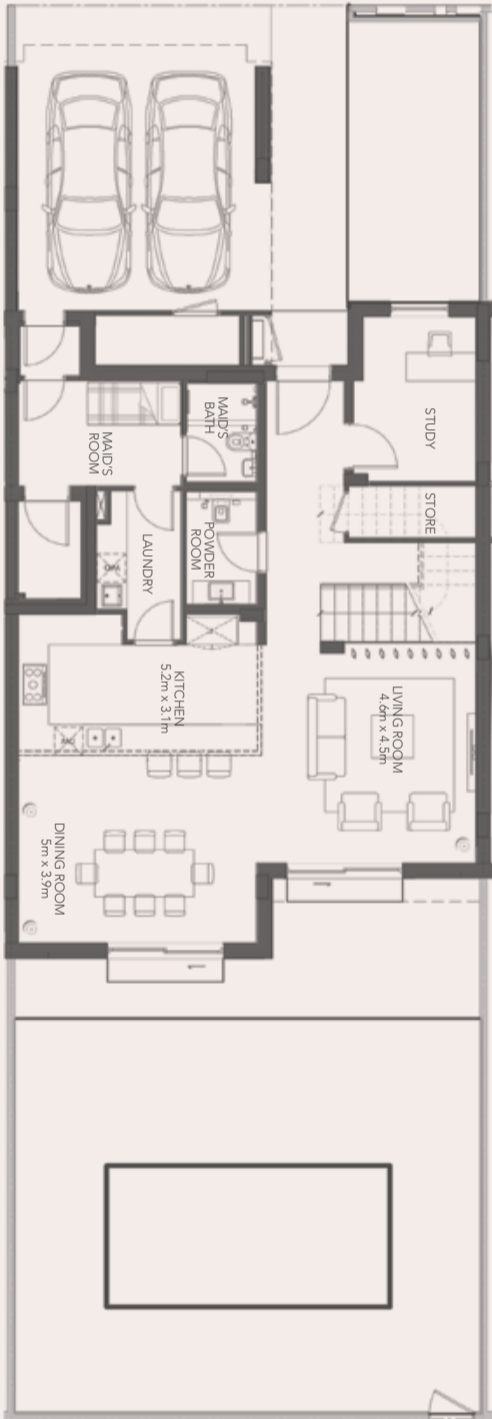 STUDY
MAID'S
BATH
MAID'S
ROOM
STORE
POWDER
ROOM
LAUNDRY
KITCHEN
5.2m x 3.1m
LIVING ROOM
4.6m x 4.5m
DINING ROOM
5m x 3.9m